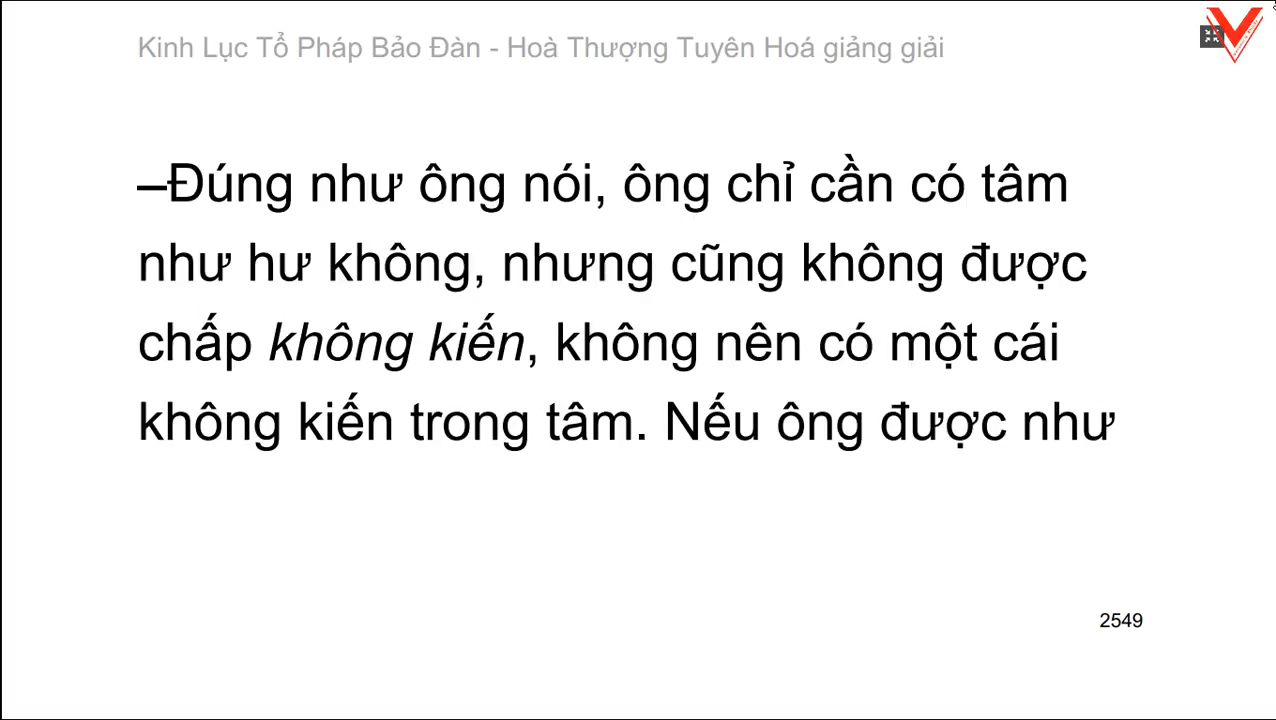 Kinh Lục Tổ Pháp Bảo Đàn - Hoà Thượng Tuyên Hoá giảng giải
–Đúng như ông nói, ông chỉ cần có tâm
như hư không, nhưng cũng không được
chấp không kiến, không nên có một cái
không kiến trong tâm. Nếu ông được như
2549